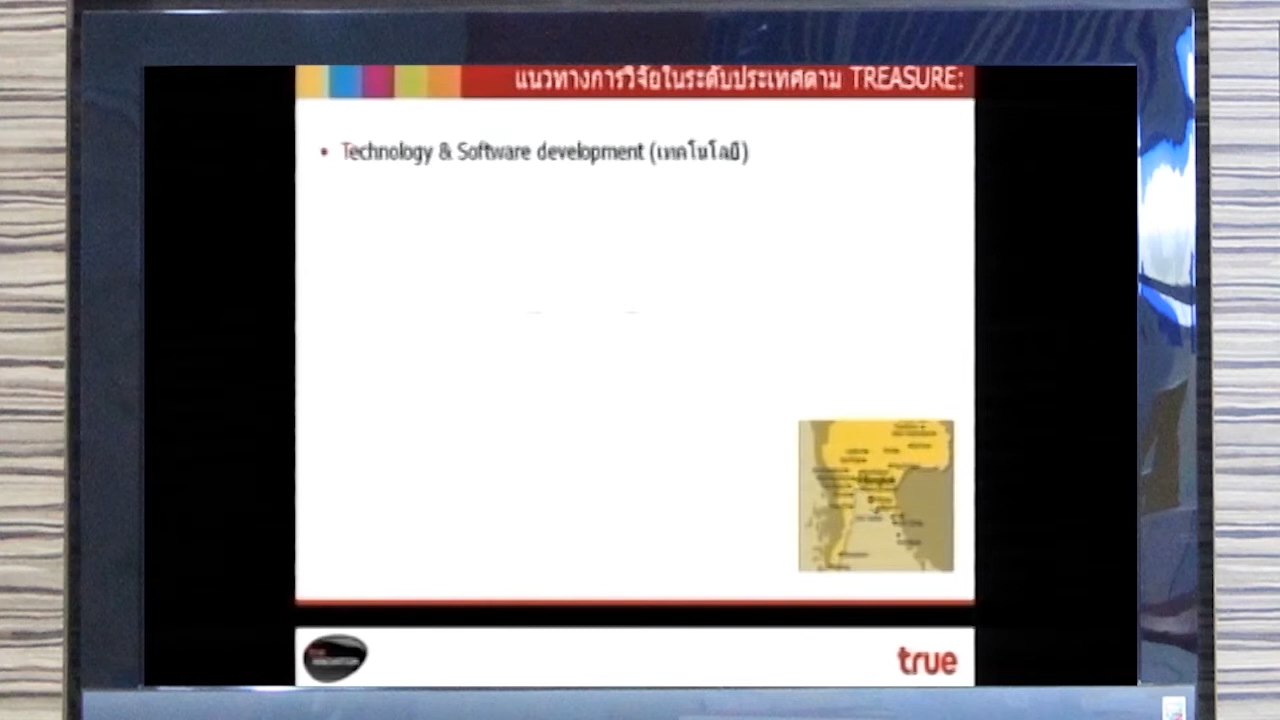 แนวทางการวิจัยในระดับประเทศตาม TREASURE:
• Technology & Software development (เทคโนโลยี)
true